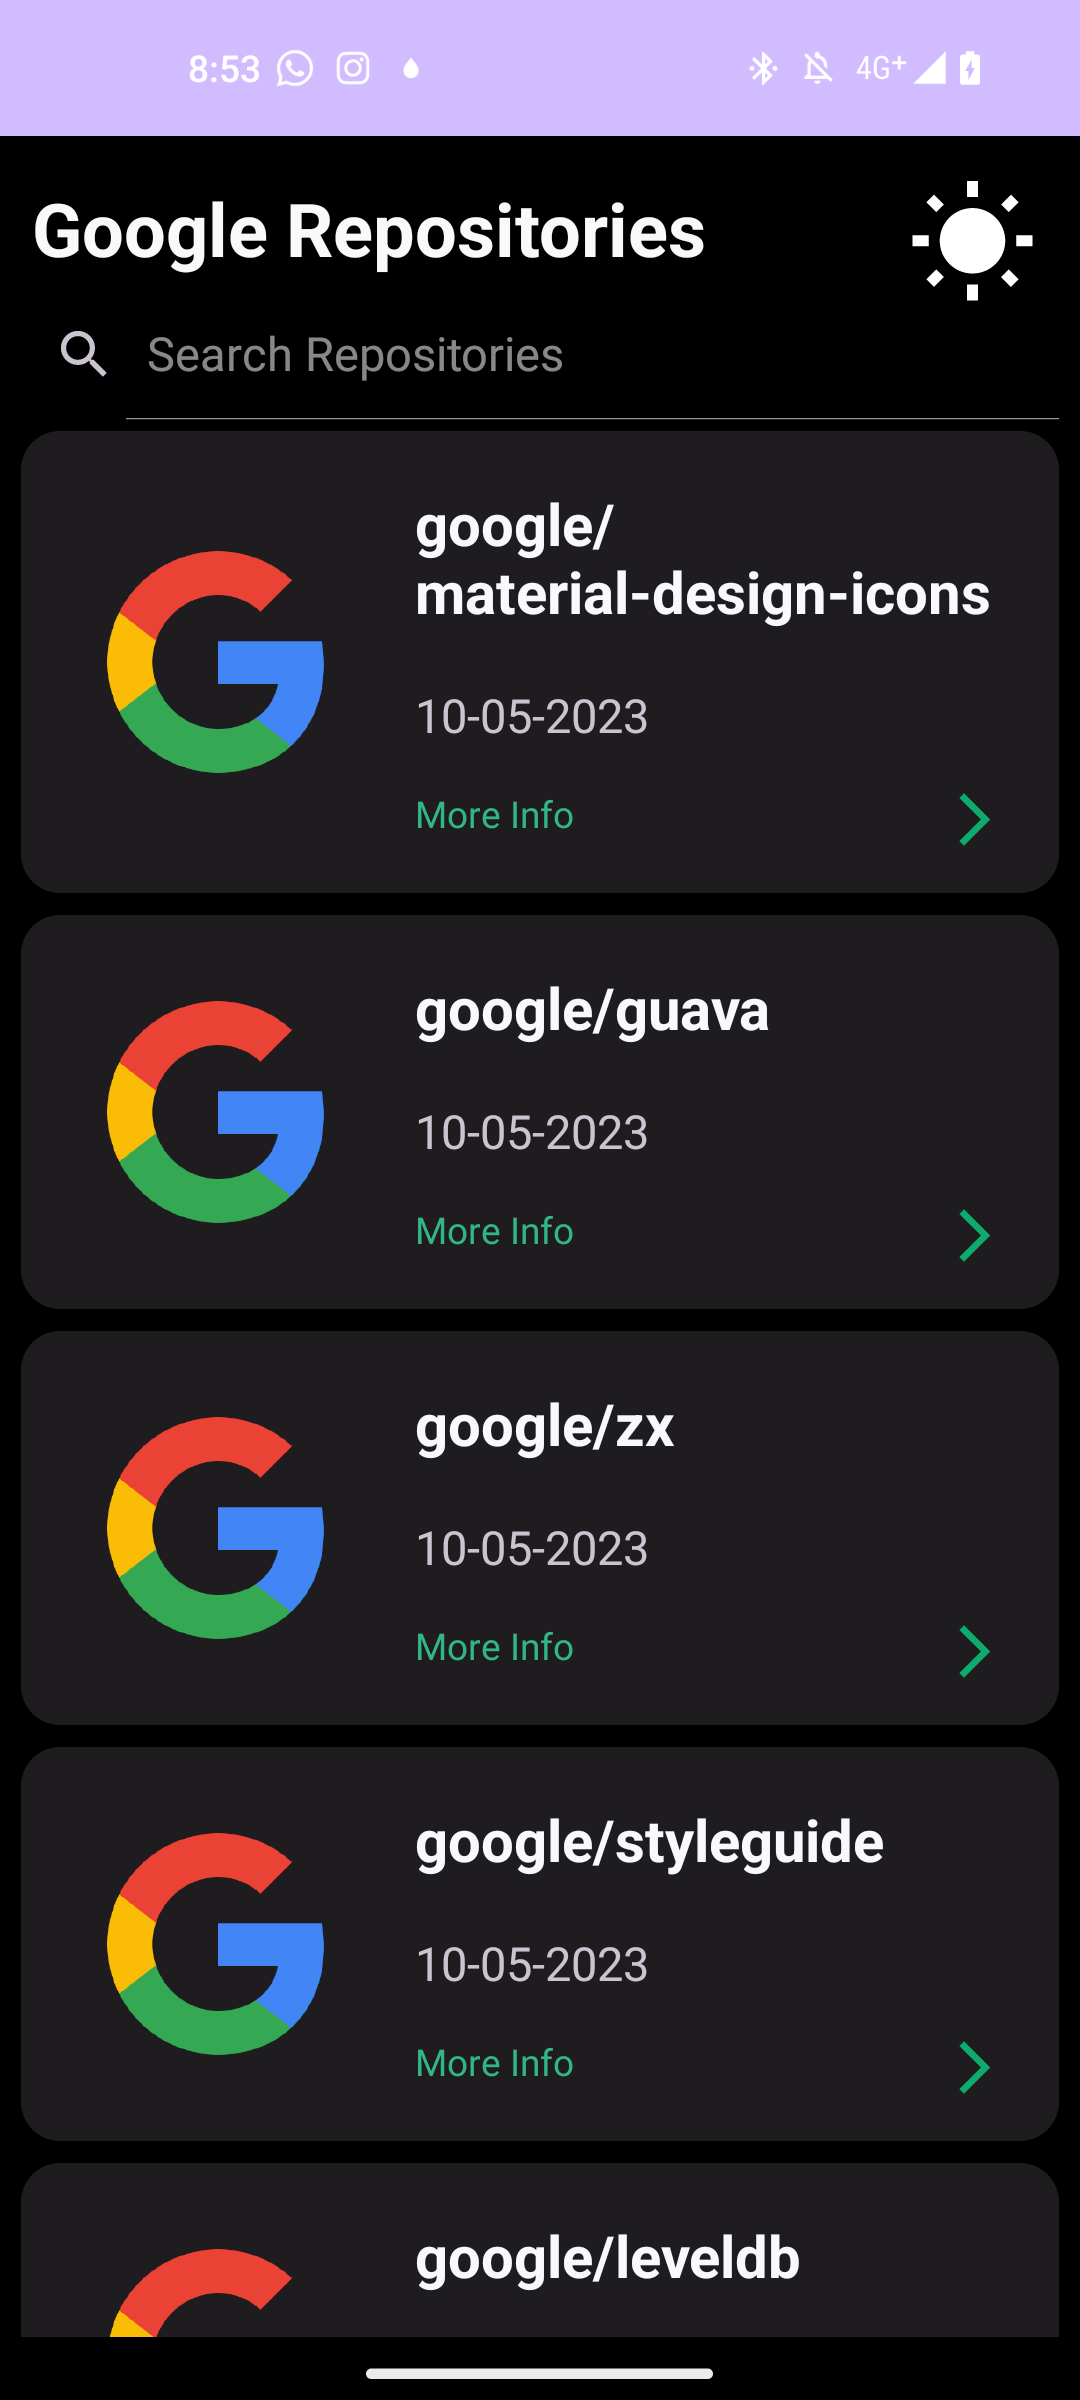 8:53
4G+
Google Repositories
Search Repositories
google/
material-design-icons
10-05-2023
More Info
google/guava
10-05-2023
More Info
google/zx
10-05-2023
More Info
google/styleguide
10-05-2023
More Info
google/leveldb